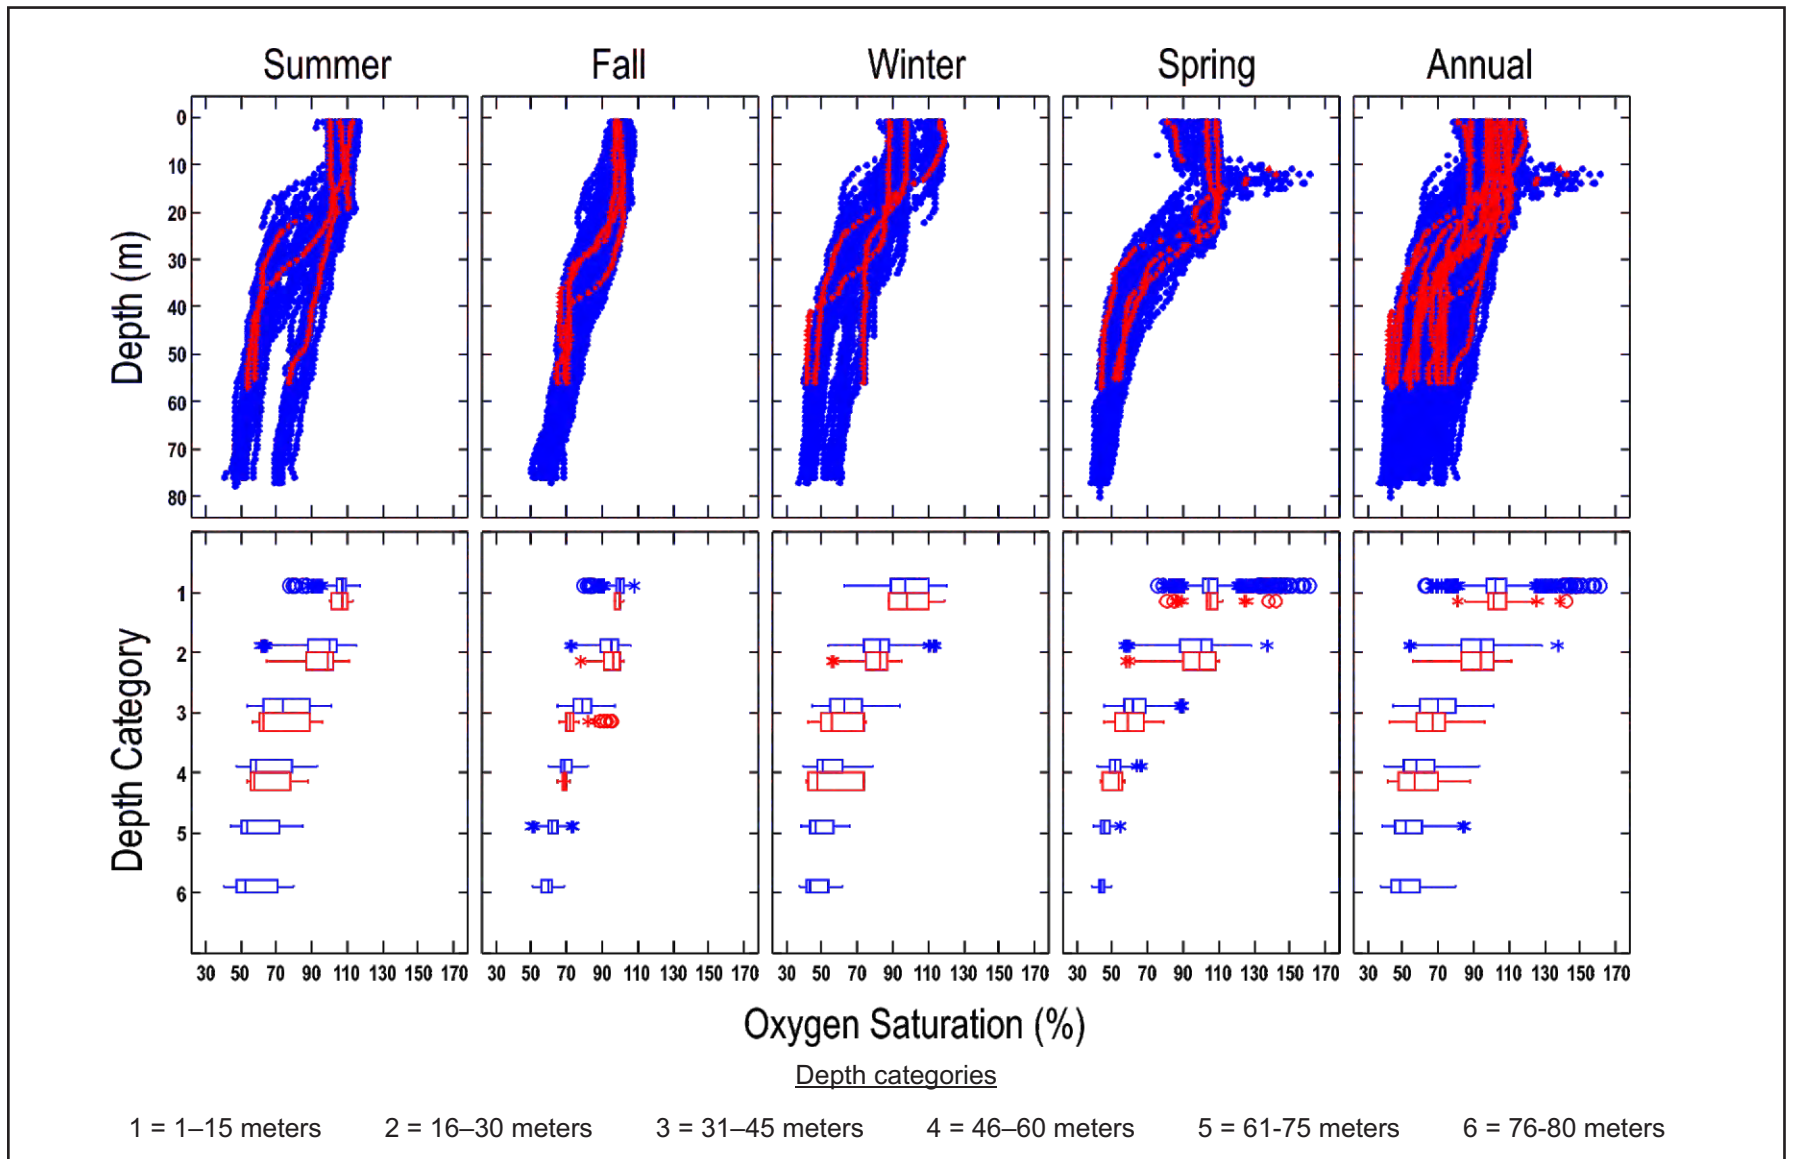 Summer Fall Winter Spring Annual
0
10
20
30
40
50
60
70
80
Depth (m)
1
2
3
4
5
6
Depth Category
30 50 70 90 110 130 150 170 30 50 70 90 110 130 150 170 30 50 70 90 110 130 150 170 30 50 70 90 110 130 150 170 30 50 70 90 110 130 150 170
Oxygen Saturation (%)
Depth categories
1 = 1–15 meters 2 = 16–30 meters 3 = 31–45 meters 4 = 46–60 meters 5 = 61-75 meters 6 = 76-80 meters